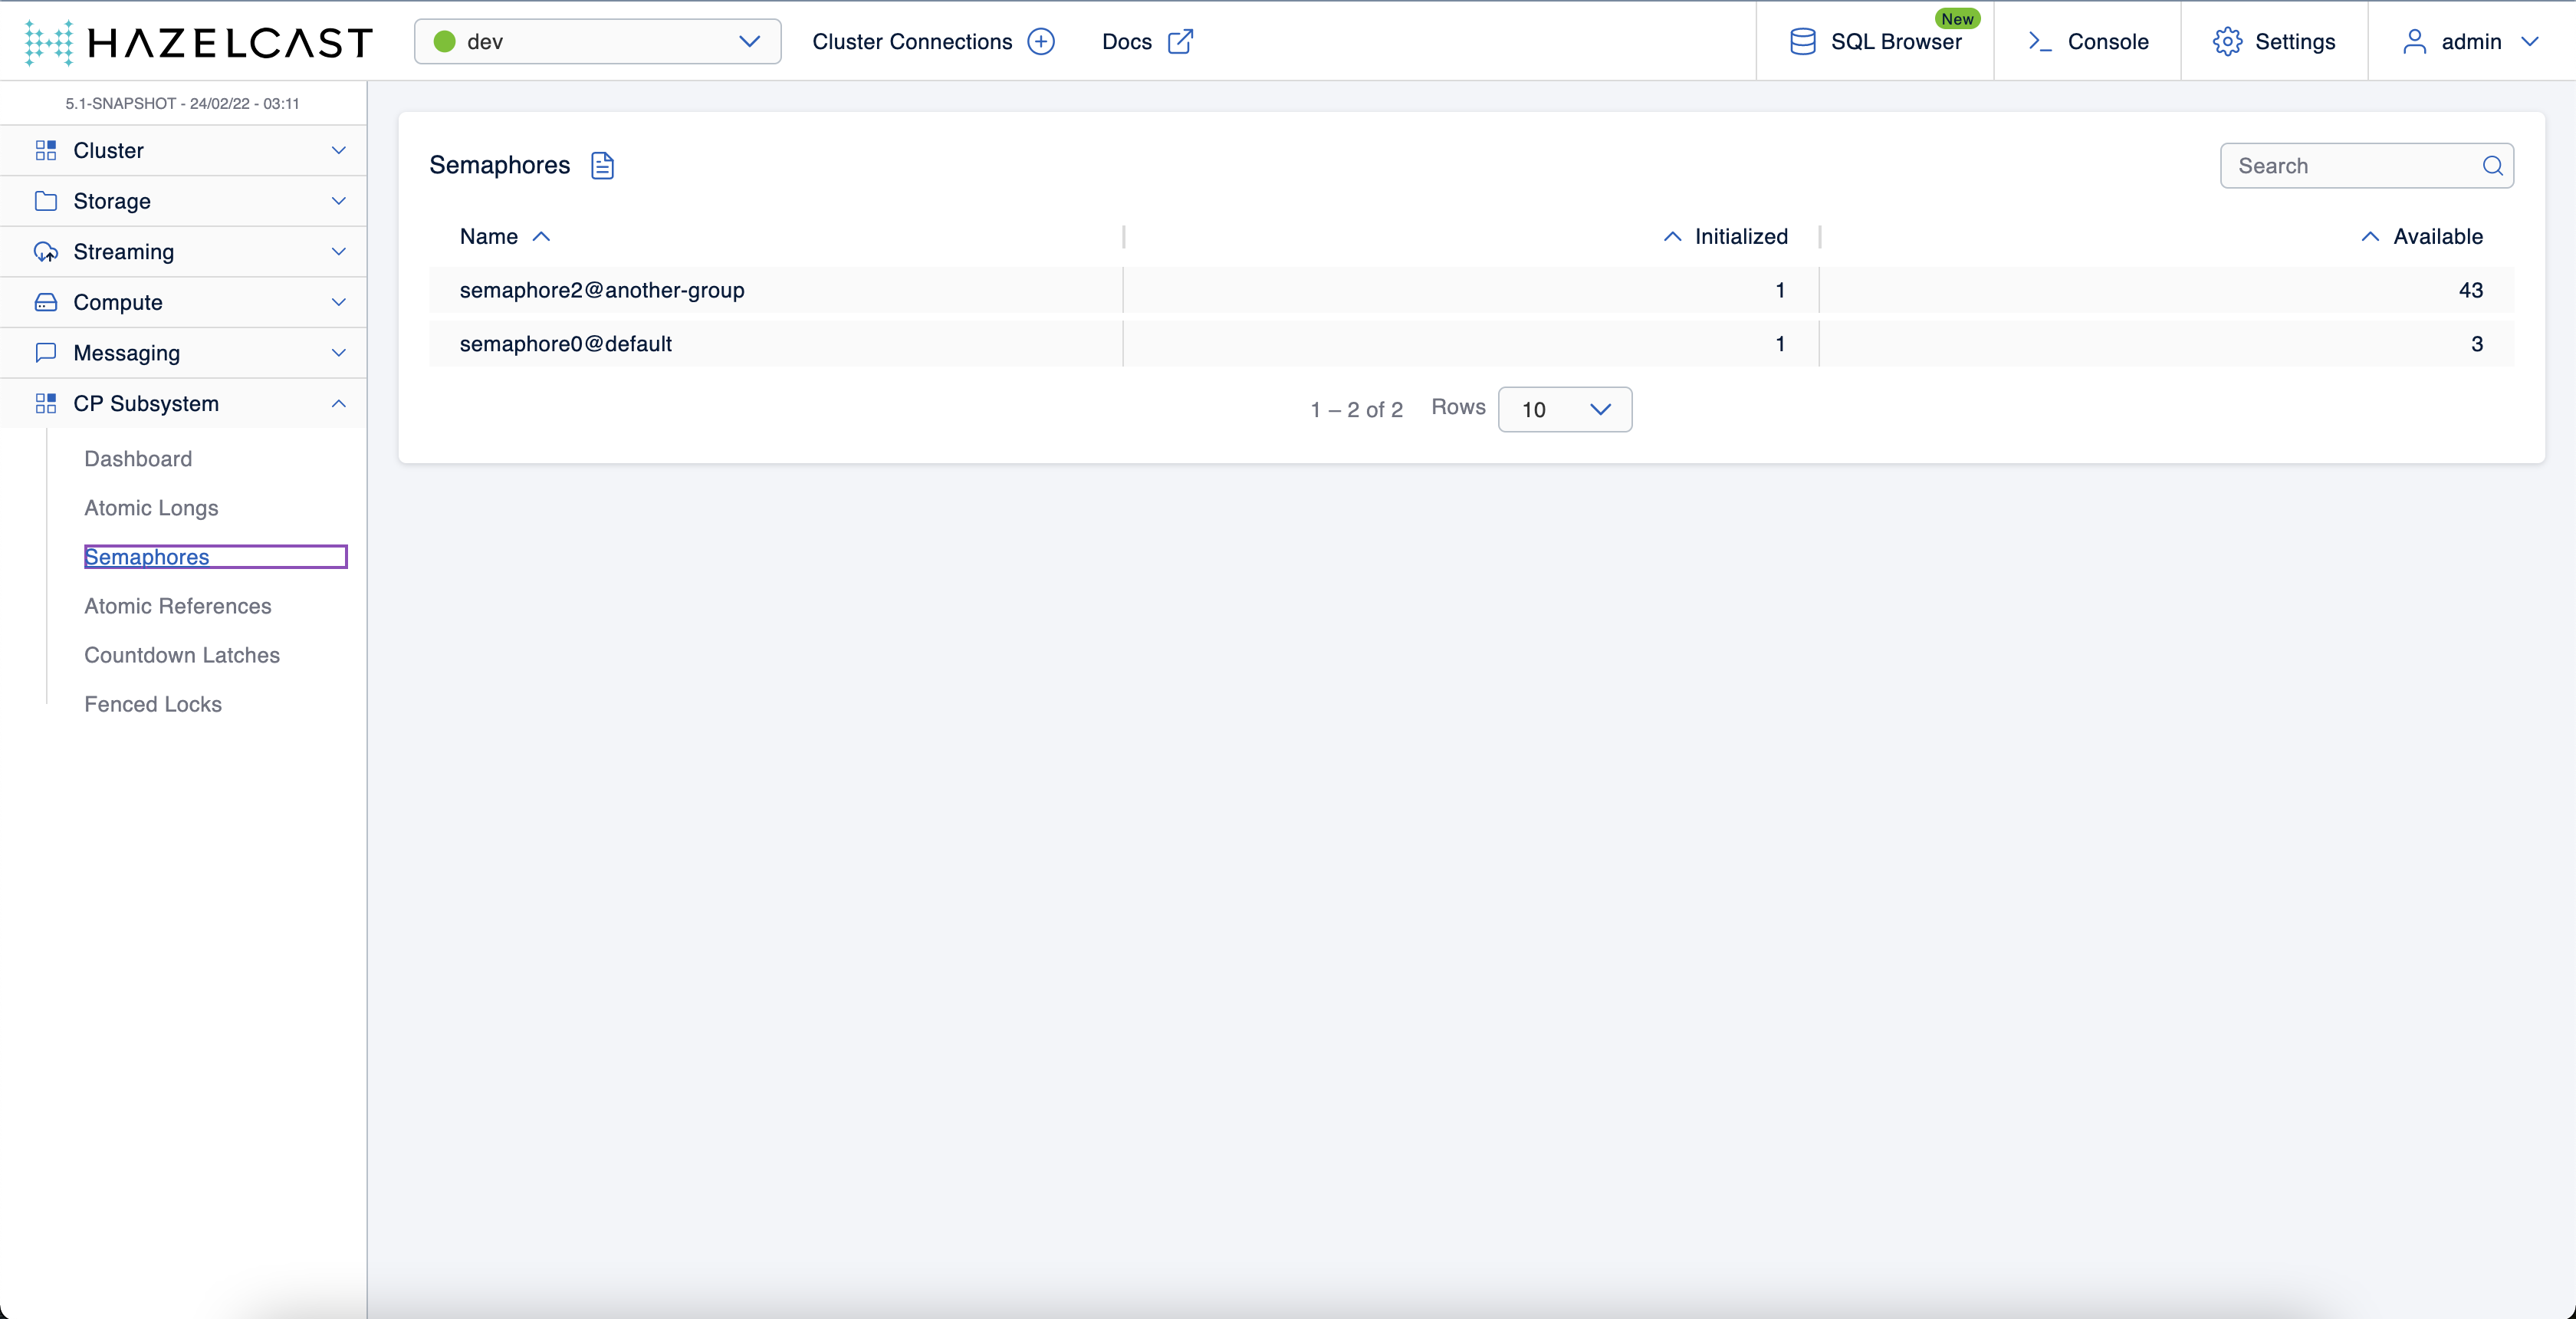 HAZELCAST
dev
Cluster Connections
Docs
New
SQL Browser
Console
Settings
admin
5.1-SNAPSHOT - 24/02/22 - 03:11
Cluster
Storage
Streaming
Compute
Messaging
CP Subsystem
Dashboard
Atomic Longs
Semaphores
Atomic References
Countdown Latches
Fenced Locks
Semaphores
Search
Name Initialized Available
semaphore2@another-group 1 43
semaphore0@default 1 3
1 – 2 of 2 Rows 10